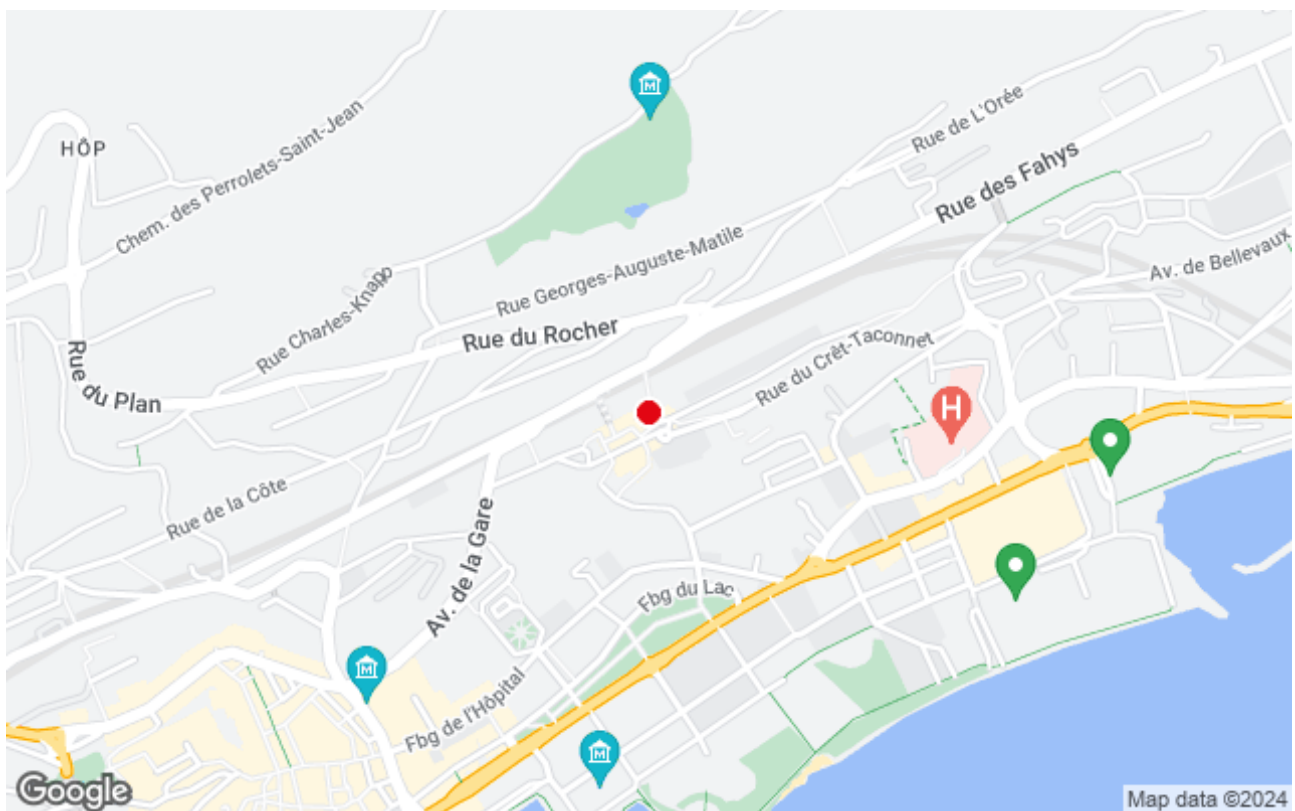 HÔP
Chem. des Perrolets-Saint-Jean
Rue de L'Orée
Rue des Fahys
Av. de Bellevaux
Rue Georges-Auguste-Matile
Rue Charles-Knapp
Rue du Rocher
Rue du Plan
Rue du Crêt-Taconnet
H
Rue de la Côte
Av. de la Gare
Fbg du Lac
M
M
M
Fbg de l'Hôpital
Google
Map data ©2024